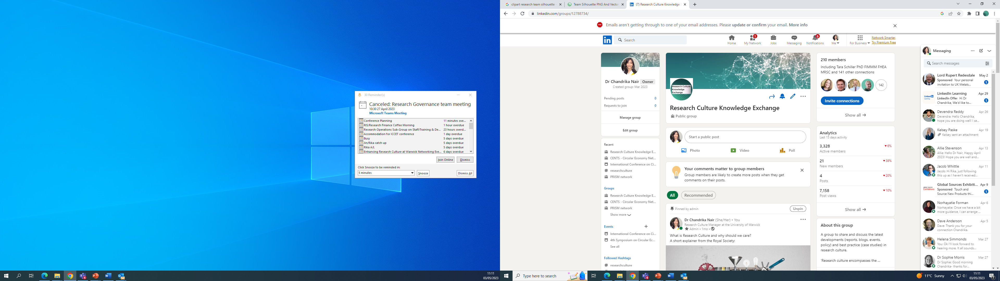 30 Reminder(s)
Canceled: Research Governance team meeting
10:30 27 April 2023
Microsoft Teams Meeting
Conference Planning 11 minutes ove...
RIS/Research Finance Coffee Morning 1 hour overdue
Research Operations Sub-Group on Staff/Training & De... 23 hours overd...
Accommodation for ICCET conference 1 day overdue
Busy 5 days overdue
Jin/Rika catch up 5 days overdue
Rika A/L 5 days overdue
Enhancing Research Culture at Warwick Networking Eve... 6 days overdue
Join Online Dismiss
Click Snooze to be reminded in:
5 minutes Snooze Dismiss All
11:11
03/05/2023
clipart research team silhouette - Team Silhouette PNG And Vector (7) Research Culture Knowledge
linkedin.com/groups/12788734/
Emails aren't getting through to one of your email addresses. Please update or confirm your email. More info
in Search
Home My Network 1 Jobs Messaging Notifications 6 Me For Business
Network Smarter,
Try Premium Free
Dr Chandrika Nair Owner
Created group: Mar 2023
Pending posts 0
Requests to join 0
Manage group
Edit group
Recent
Research Culture Knowledge E...
CENTS - Circular Economy Net...
International Conference on Ci...
researchculture
PRISM network
Groups
Research Culture Knowledge E...
CENTS - Circular Economy Net...
PRISM network
Show more
Events
International Conference on Ci...
4th Symposium on Circular Ec...
See all
Followed Hashtags
researchculture
Research Culture
Knowledge
Exchange
Research Culture Knowledge Exchange
Public group
Start a public post
Photo Video Poll
Your comments matter to group members
Group members are likely to create more posts when they get
comments on their posts.
All Recommended
Pinned by admin Unpin
Dr Chandrika Nair (She/Her) • You
Research Culture Manager at the University of Warwick
Admin • 1mo •
What is Research Culture and why should we care?
A short explainer from the Royal Society:
210 members
Including Tara Schiller PhD FIMMM FHEA
MRSC and 141 other connections
142
Invite connections
Show all →
Analytics
Last 15 days activity
3,328 ▼6%
Active members
21 ▼38%
New members
4 ▼20%
Posts
7,158 ▼10%
Post views
Show all →
About this group
A group to share and discuss the latest
developments (reports, blogs, events,
policy) and best practice (case studies) in
research culture.
'Research culture encompasses the ...
Messaging
Search messages
Lord Rupert Redesdale May 2
Sponsored Your personal
invitation to UK Metals... 1
LinkedIn Learning Apr 29
LinkedIn Offer Hi Dr
Chandrika, We'd like to... 1
Devendra Reddy Apr 26
Devendra: Hello Chandrika,
hope you are doing well! I se...
Kelsey Paske Apr 19
Kelsey sent an attachment
Allie Stevenson Apr 13
Allie: Hello Dr Nair, Happy April
2023! Hope you are well and...
Jacob Whittle Apr 11
Jacob: Hi Rika, just following
this up as I haven't received...
Global Sources Exhibiti... Apr 9
Sponsored Touch and
Source New Products thi... 1
Norhayatie Forman Apr 6
Norhayatie: Once we have a bit
more guidance, I can arrange ...
Dave Anderson Apr 5
Dave: Thank you for your
connection Chandrika.
Helena Simmonds Mar 27
You: Ok I'll look forward to
hearing more. It all sounds...
Dr Sophie Morris Mar 27
Dr Sophie: Good morning
Chandrika- thanks for...
Type here to search
11°C Sunny
11:11
03/05/2023